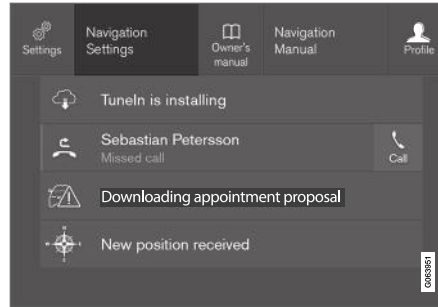 Settings
Navigation
Settings
Owner's
manual
Navigation
Manual
Profile
TuneIn is installing
Sebastian Petersson
Missed call
Call
Downloading appointment proposal
New position received
G063951